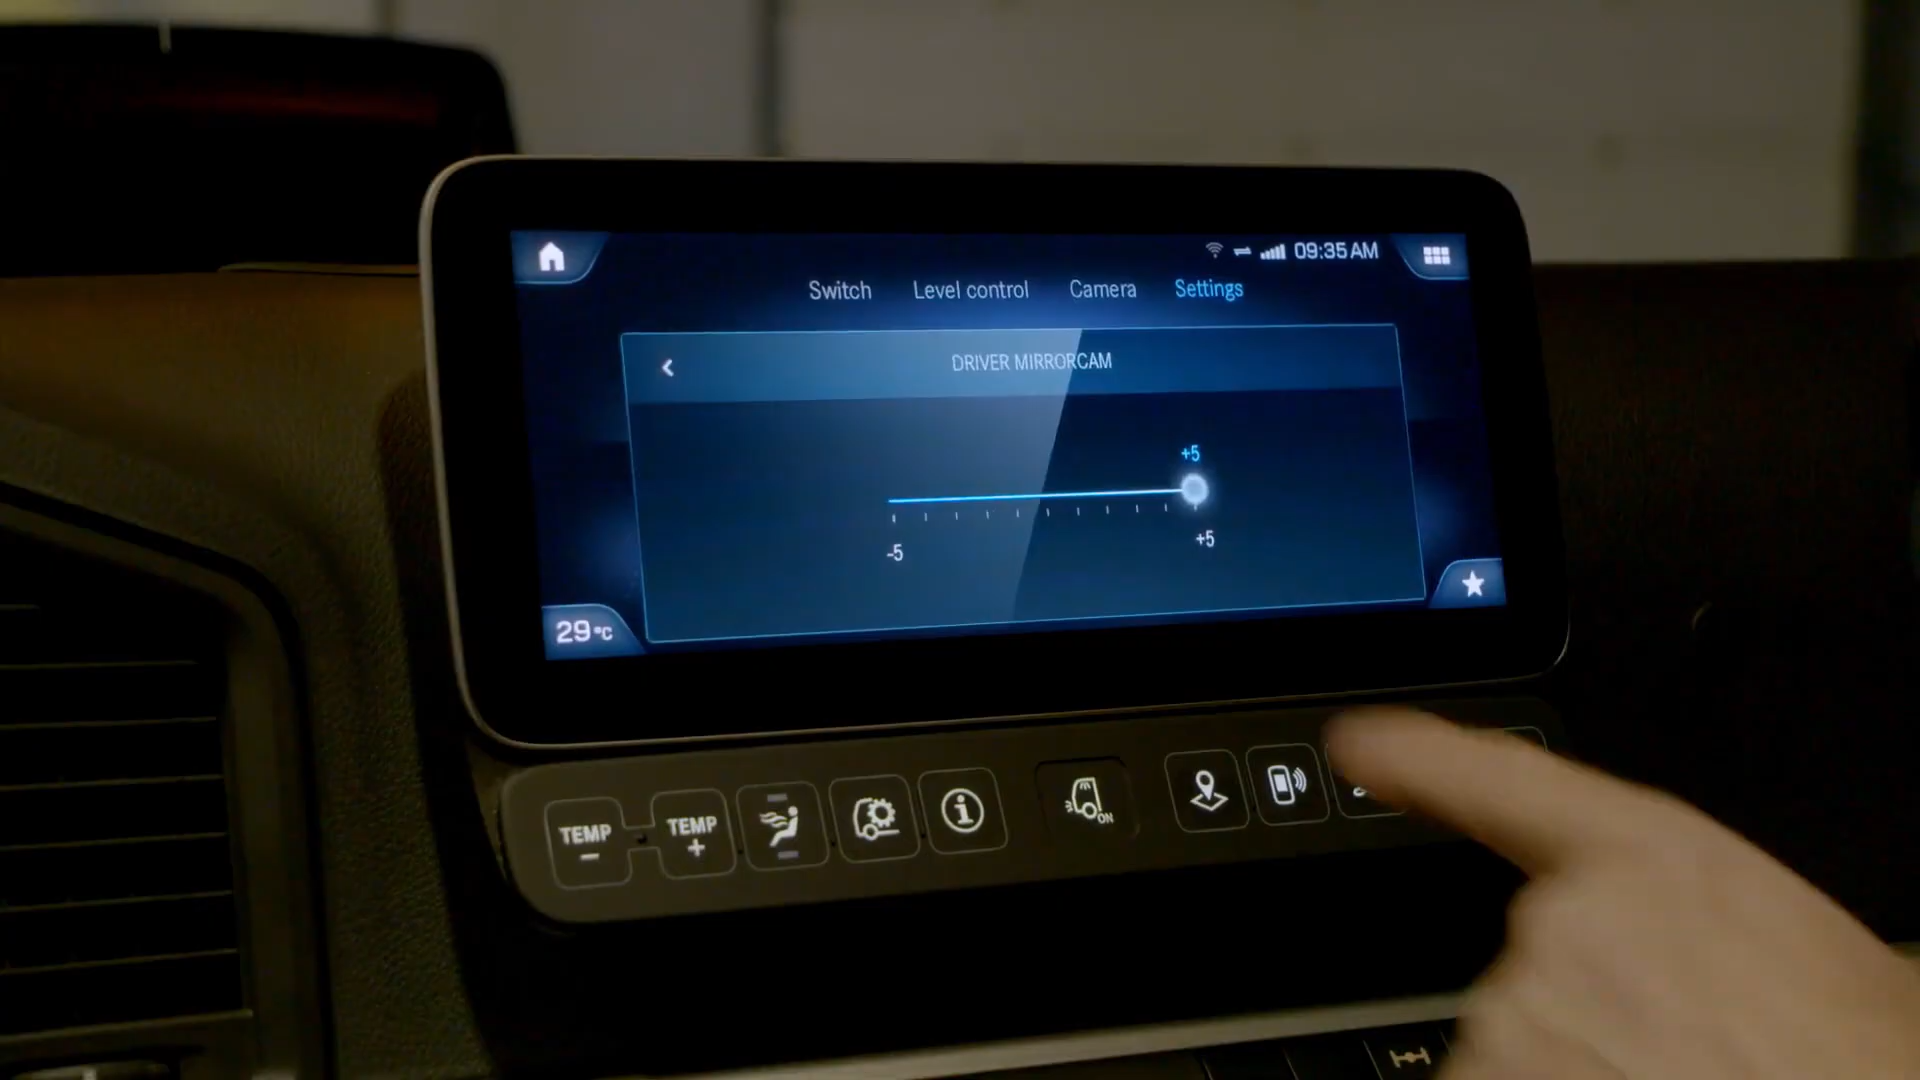 09:35 AM
Switch Level control Camera Settings
DRIVER MIRRORCAM
+5
-5 +5
29°C
TEMP - TEMP + ON